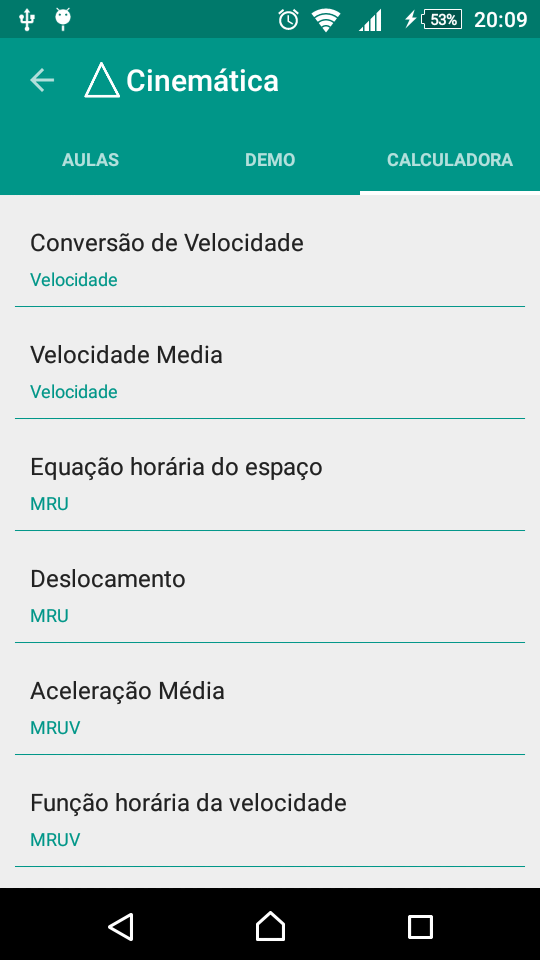 53% 20:09
Cinemática
AULAS DEMO CALCULADORA
Conversão de Velocidade
Velocidade
Velocidade Media
Velocidade
Equação horária do espaço
MRU
Deslocamento
MRU
Aceleração Média
MRUV
Função horária da velocidade
MRUV